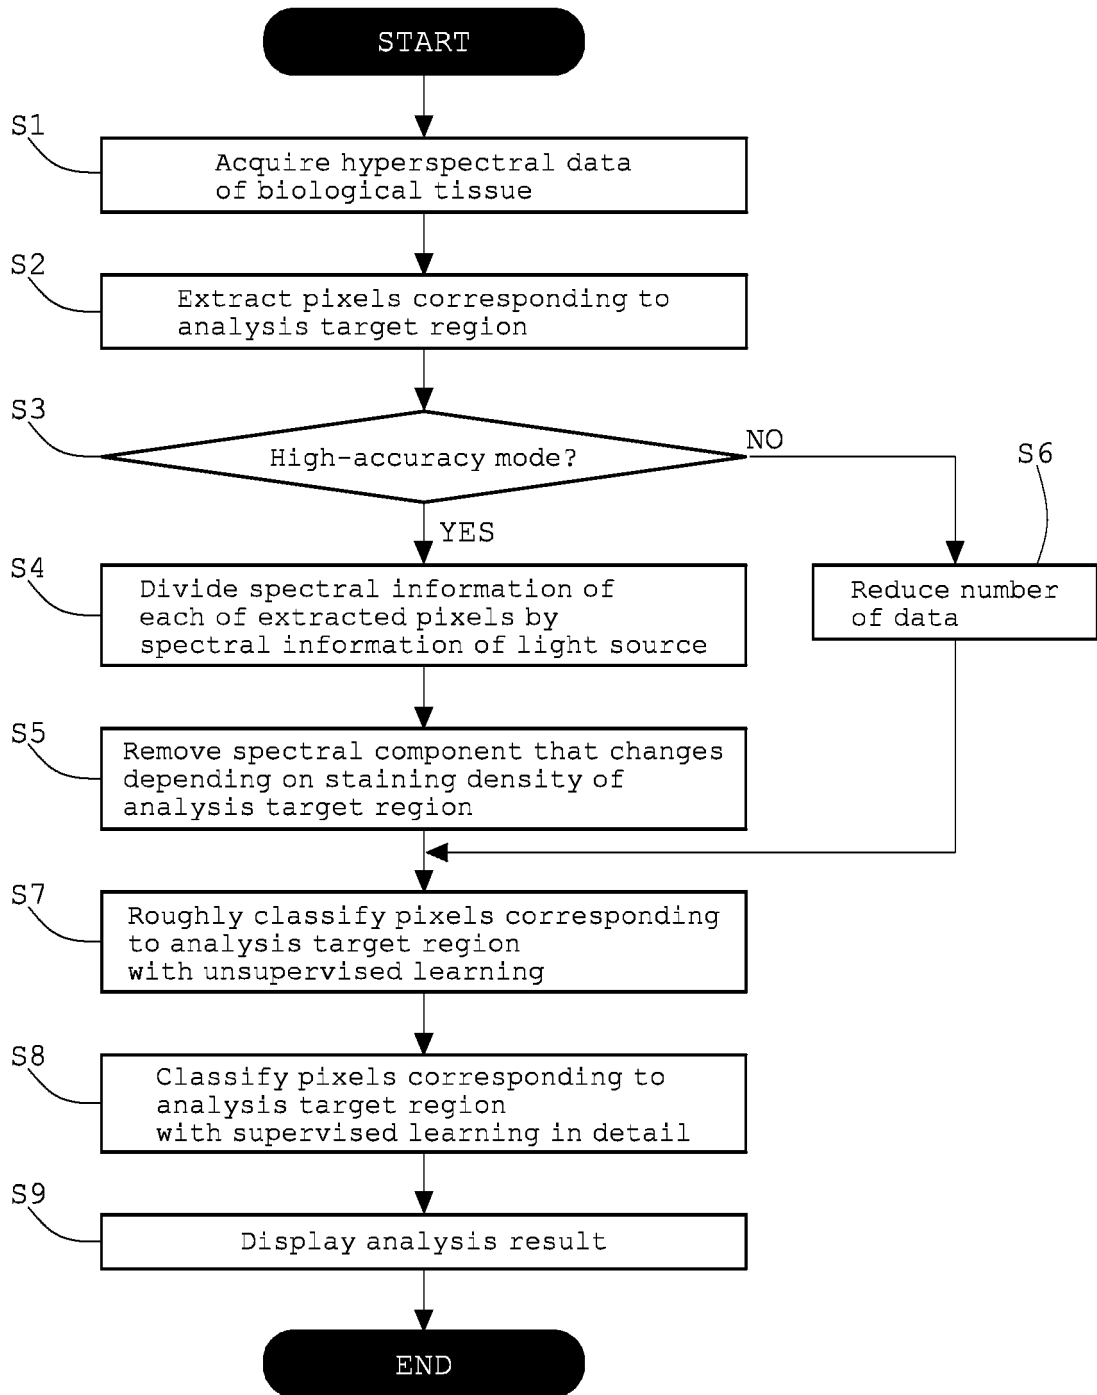 START
S1
Acquire hyperspectral data
of biological tissue
S2
Extract pixels corresponding to
analysis target region
S3
High-accuracy mode?
NO
YES
S6
Reduce number
of data
S4
Divide spectral information of
each of extracted pixels by
spectral information of light source
S5
Remove spectral component that changes
depending on staining density of
analysis target region
S7
Roughly classify pixels corresponding
to analysis target region
with unsupervised learning
S8
Classify pixels corresponding to
analysis target region
with supervised learning in detail
S9
Display analysis result
END